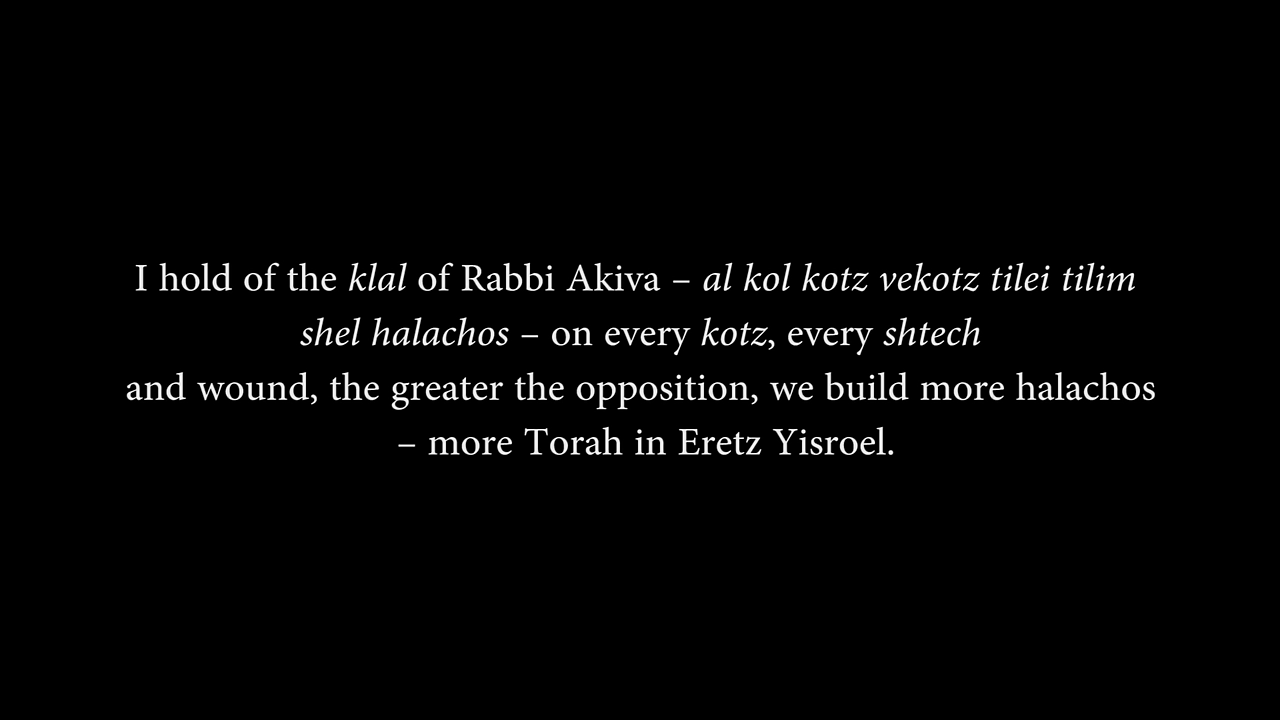 I hold of the klal of Rabbi Akiva – al kol kotz vekotz tilei tilim
shel halachos – on every kotz, every shtech
and wound, the greater the opposition, we build more halachos
– more Torah in Eretz Yisroel.